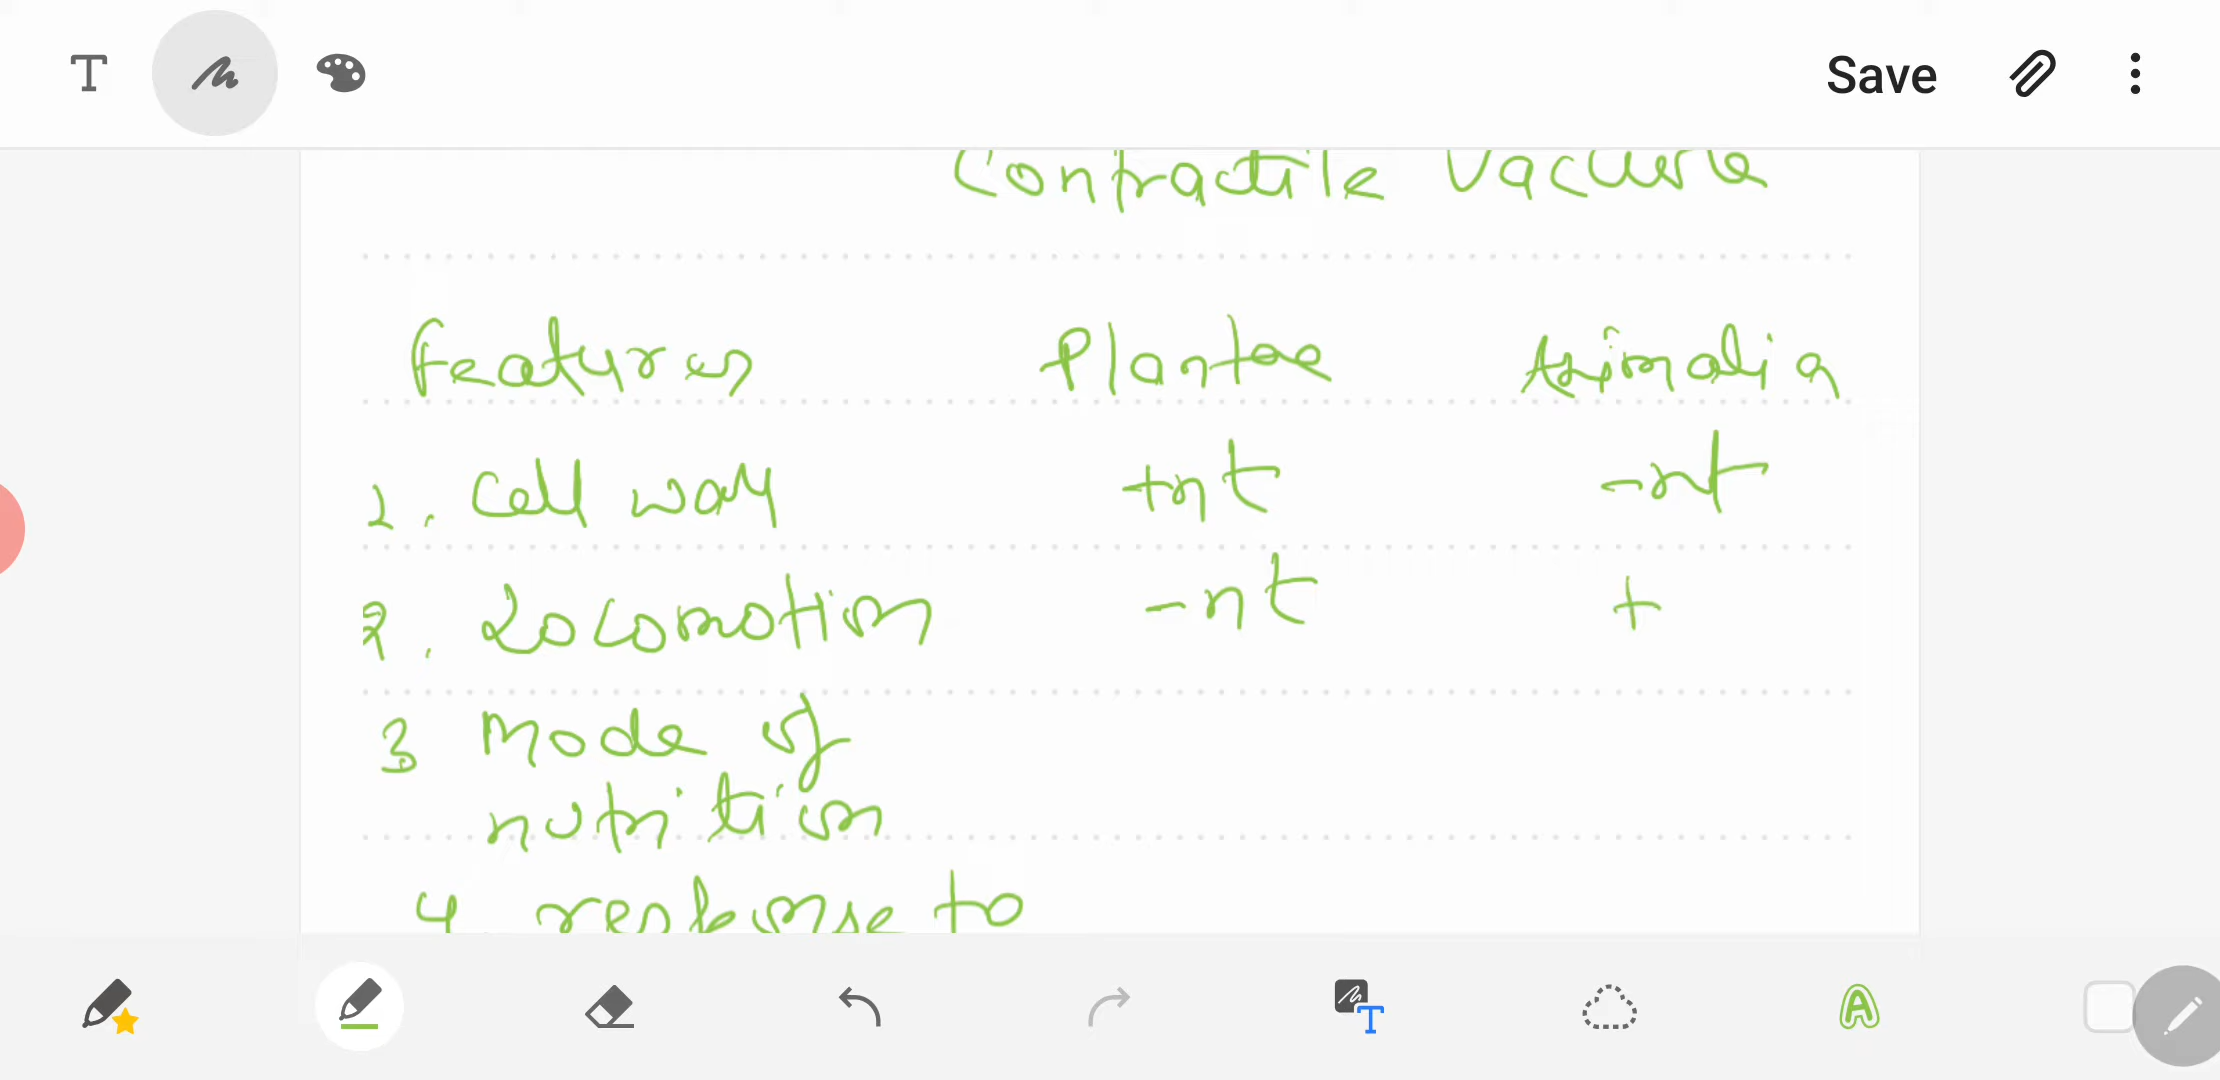 Save
Contractile Vacuole
Features Plantae Animalia
1. Cell wall +nt -nt
2. Locomotion -nt +
3 Mode of
nutrition
4. response to